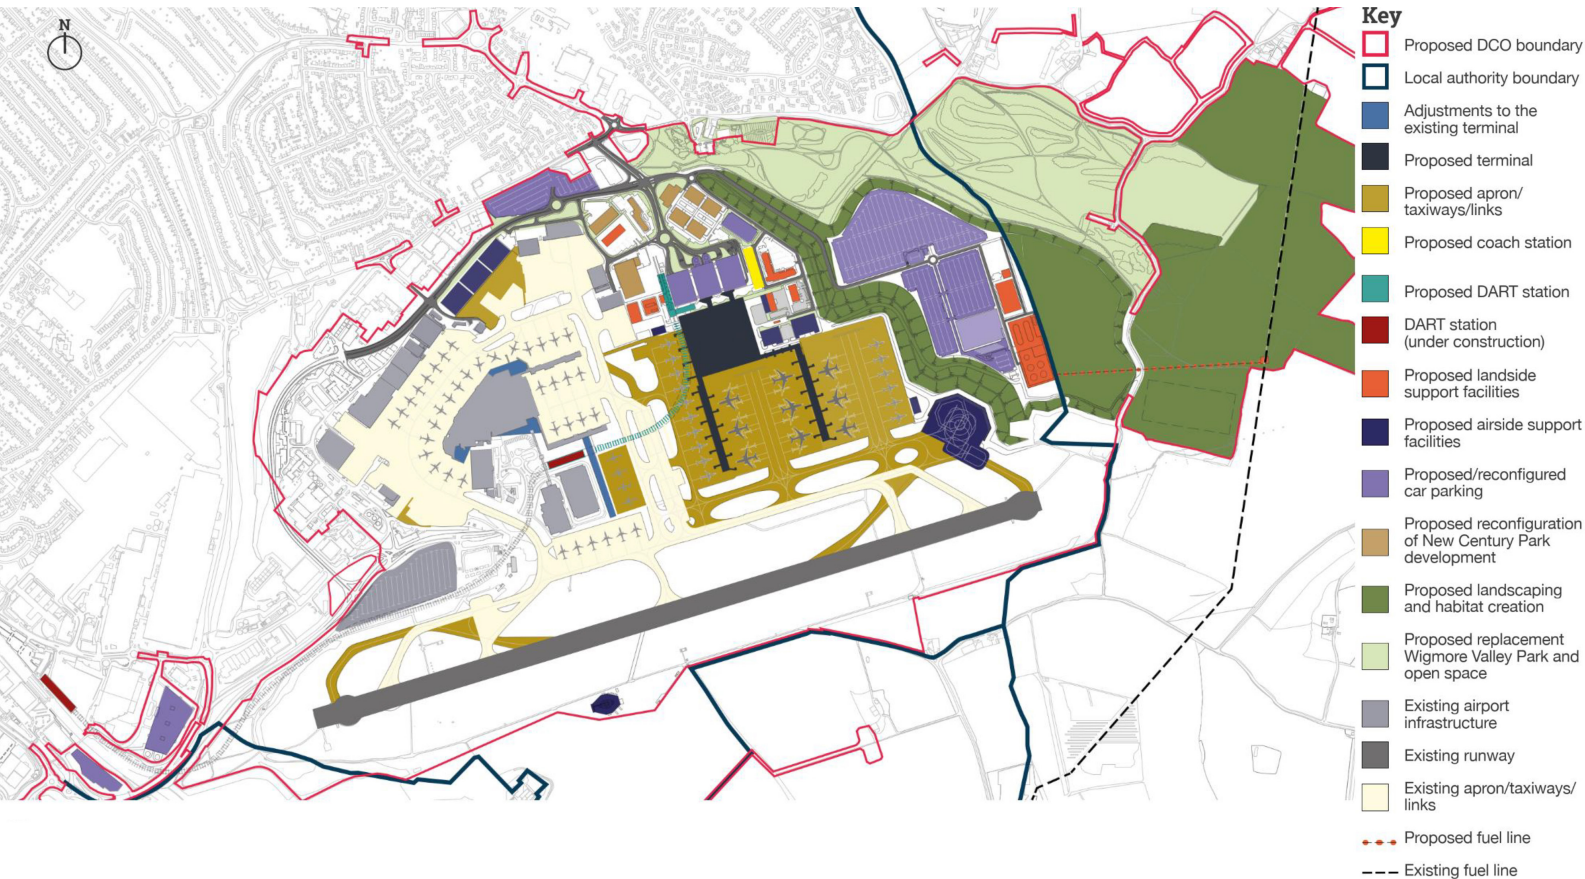 N
Key
Proposed DCO boundary
Local authority boundary
Adjustments to the
existing terminal
Proposed terminal
Proposed apron/
taxiways/links
Proposed coach station
Proposed DART station
DART station
(under construction)
Proposed landside
support facilities
Proposed airside support
facilities
Proposed/reconfigured
car parking
Proposed reconfiguration
of New Century Park
development
Proposed landscaping
and habitat creation
Proposed replacement
Wigmore Valley Park and
open space
Existing airport
infrastructure
Existing runway
Existing apron/taxiways/
links
Proposed fuel line
Existing fuel line